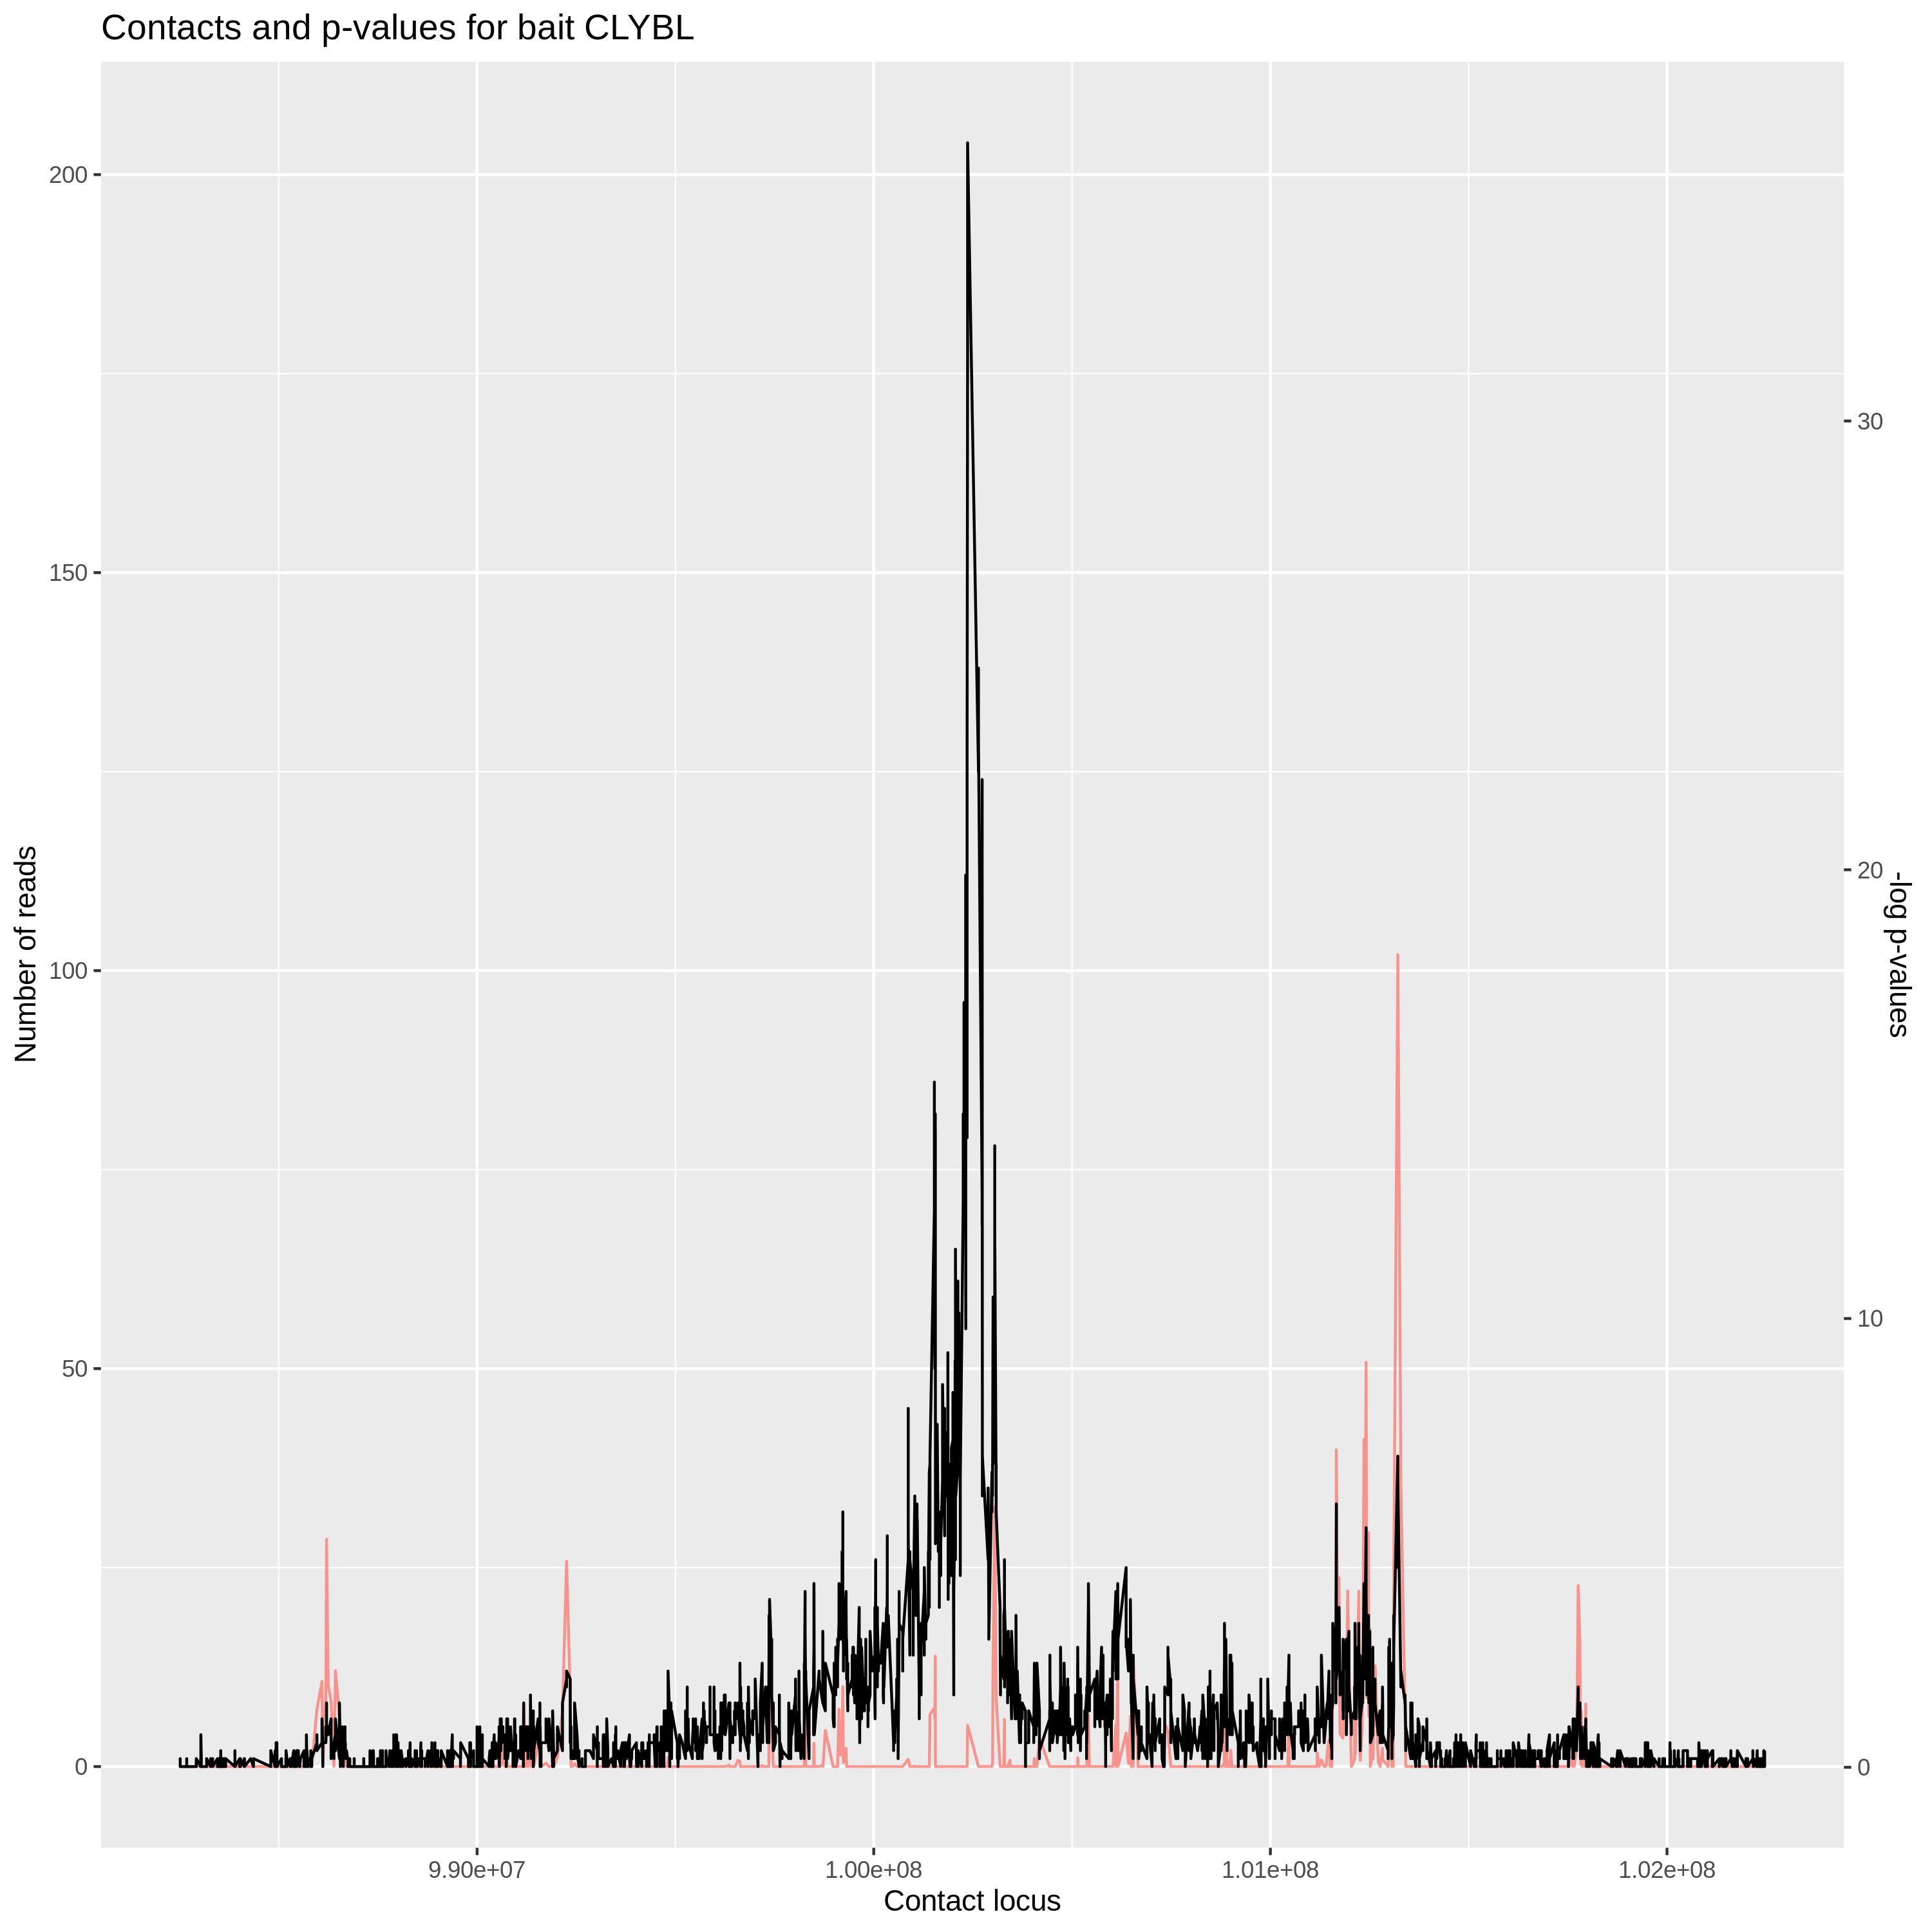 Contacts and p-values for bait CLYBL
200
150
100
50
0
Number of reads
30
20
10
0
-log p-values
9.90e+07
1.00e+08
1.01e+08
1.02e+08
Contact locus